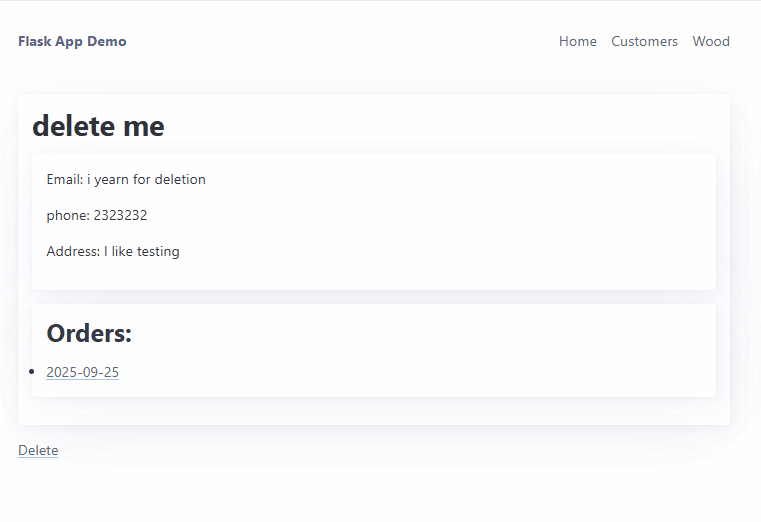 Flask App Demo
Home Customers Wood
delete me
Email: i yearn for deletion
phone: 2323232
Address: I like testing
Orders:
2025-09-25
Delete